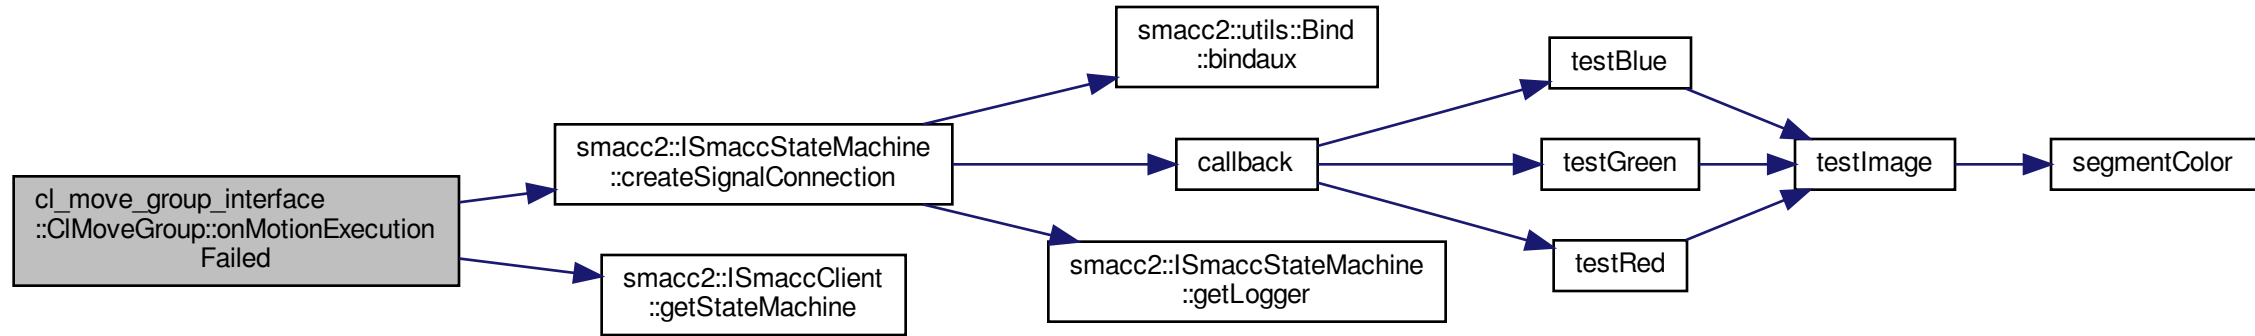 cl_move_group_interface
::ClMoveGroup::onMotionExecution
Failed
smacc2::ISmaccStateMachine
::createSignalConnection
smacc2::ISmaccClient
::getStateMachine
smacc2::utils::Bind
::bindaux
callback
smacc2::ISmaccStateMachine
::getLogger
testBlue
testGreen
testRed
testImage
segmentColor